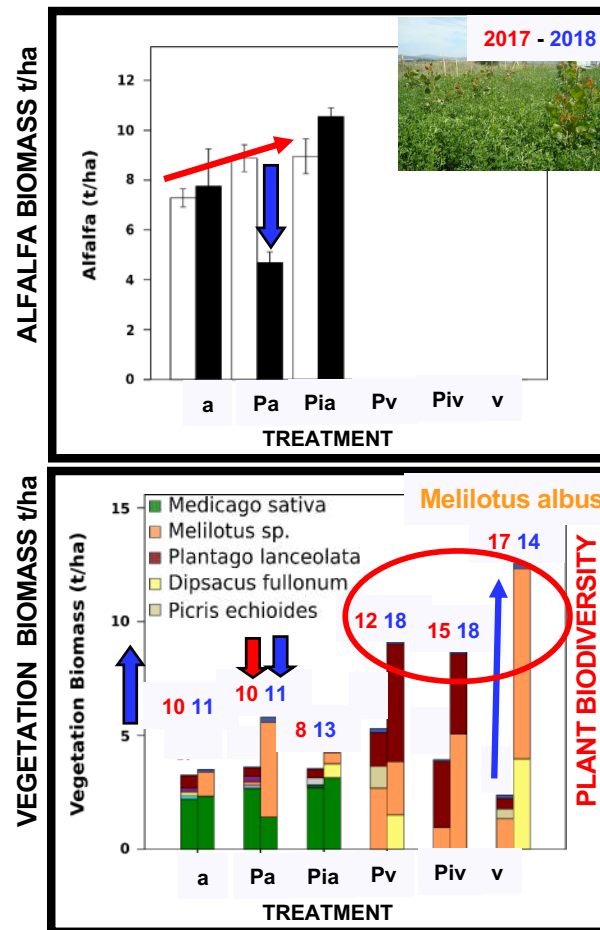 ALFALFA BIOMASS t/ha
2017 - 2018
Alfalfa (t/ha)
12
10
8
6
4
2
0
a Pa Pia Pv Piv v
TREATMENT
VEGETATION BIOMASS t/ha
Vegetation Biomass (t/ha)
15
10
5
0
Medicago sativa
Melilotus sp.
Plantago lanceolata
Dipsacus fullonum
Picris echioides
Melilotus albus
17 14
12 18
15 18
10 11
10 11
8 13
PLANT BIODIVERSITY
a Pa Pia Pv Piv v
TREATMENT